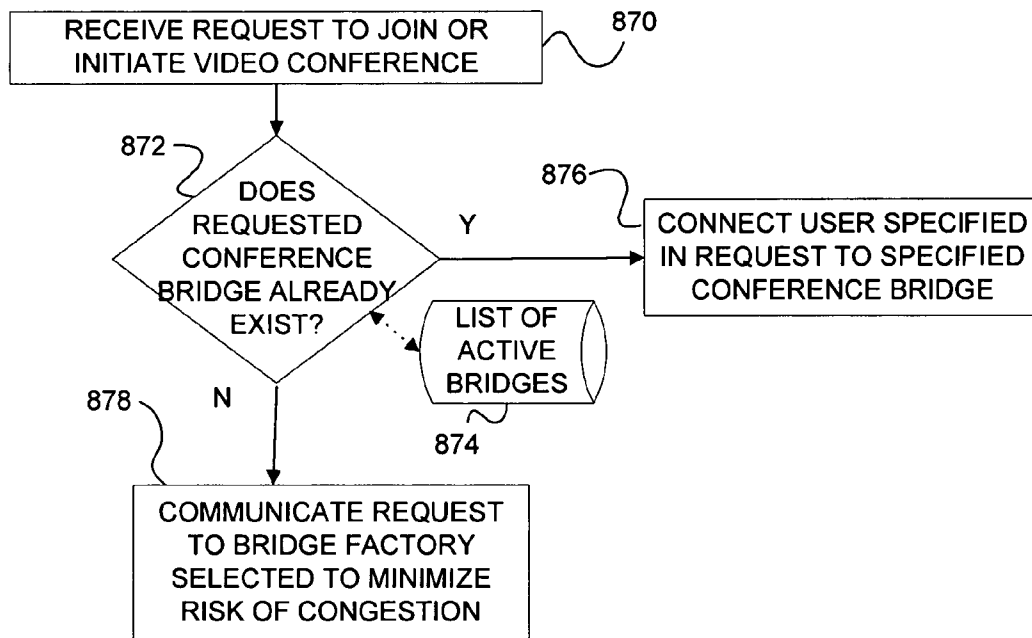 RECEIVE REQUEST TO JOIN OR
INITIATE VIDEO CONFERENCE
870
872
DOES
REQUESTED
CONFERENCE
BRIDGE ALREADY
EXIST?
Y
876
CONNECT USER SPECIFIED
IN REQUEST TO SPECIFIED
CONFERENCE BRIDGE
LIST OF
ACTIVE
BRIDGES
874
N
878
COMMUNICATE REQUEST
TO BRIDGE FACTORY
SELECTED TO MINIMIZE
RISK OF CONGESTION